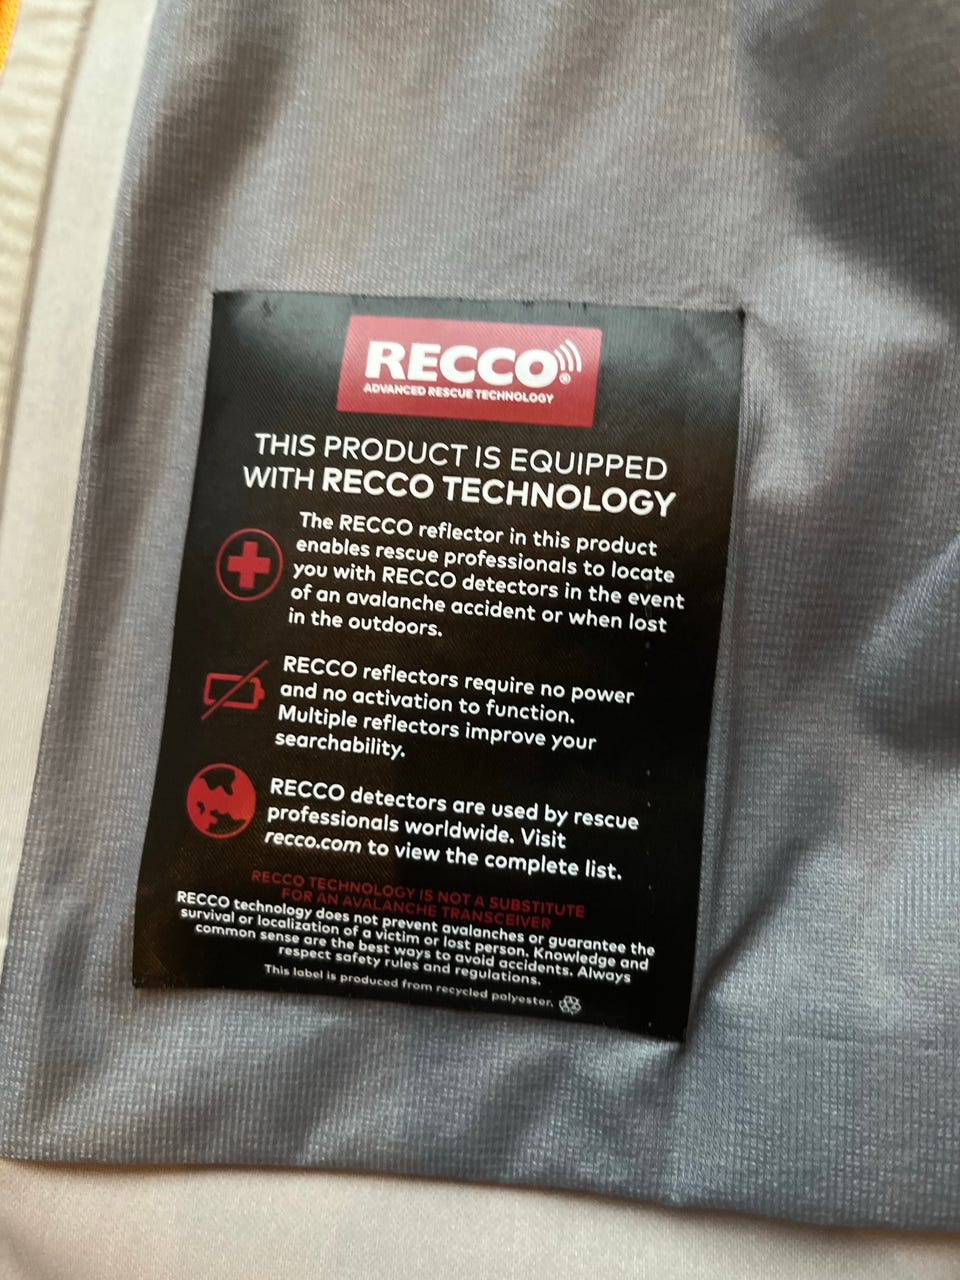 RECCO®
ADVANCED RESCUE TECHNOLOGY
THIS PRODUCT IS EQUIPPED
WITH RECCO TECHNOLOGY
The RECCO reflector in this product
enables rescue professionals to locate
you with RECCO detectors in the event
of an avalanche accident or when lost
in the outdoors.
RECCO reflectors require no power
and no activation to function.
Multiple reflectors improve your
searchability.
RECCO detectors are used by rescue
professionals worldwide. Visit
recco.com to view the complete list.
RECCO TECHNOLOGY IS NOT A SUBSTITUTE
FOR AN AVALANCHE TRANSCEIVER
RECCO technology does not prevent avalanches or guarantee the
survival or localization of a victim or lost person. Knowledge and
common sense are the best ways to avoid accidents. Always
respect safety rules and regulations.
This label is produced from recycled polyester.